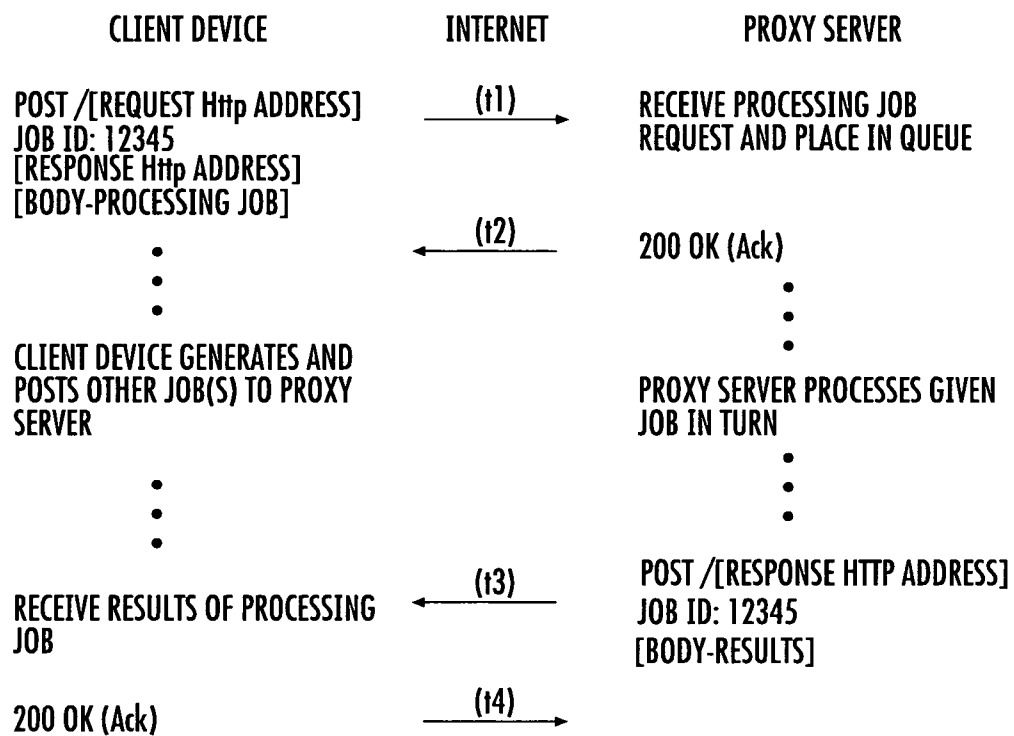 CLIENT DEVICE INTERNET PROXY SERVER
POST /[REQUEST Http ADDRESS]
JOB ID: 12345
[RESPONSE Http ADDRESS]
[BODY-PROCESSING JOB]
(t1)
RECEIVE PROCESSING JOB
REQUEST AND PLACE IN QUEUE
(t2)
200 OK (Ack)
CLIENT DEVICE GENERATES AND
POSTS OTHER JOB(S) TO PROXY
SERVER
PROXY SERVER PROCESSES GIVEN
JOB IN TURN
POST /[RESPONSE HTTP ADDRESS]
JOB ID: 12345
[BODY-RESULTS]
(t3)
RECEIVE RESULTS OF PROCESSING
JOB
200 OK (Ack)
(t4)